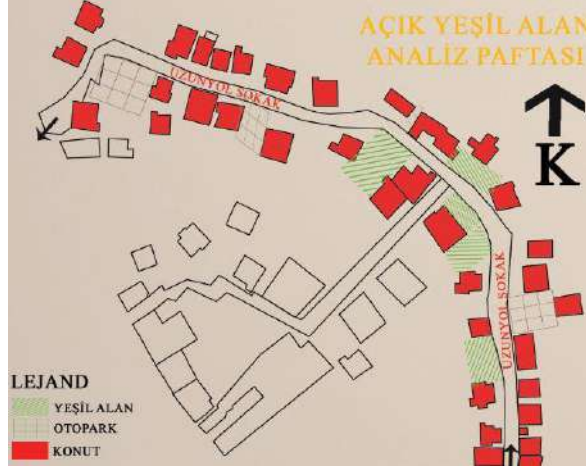 AÇIK YEŞİL ALAN
ANALİZ PAFTASI
UZUNYOL SOKAK
K
UZUNYOL SOKAK
LEJAND
YEŞİL ALAN
OTOPARK
KONUT